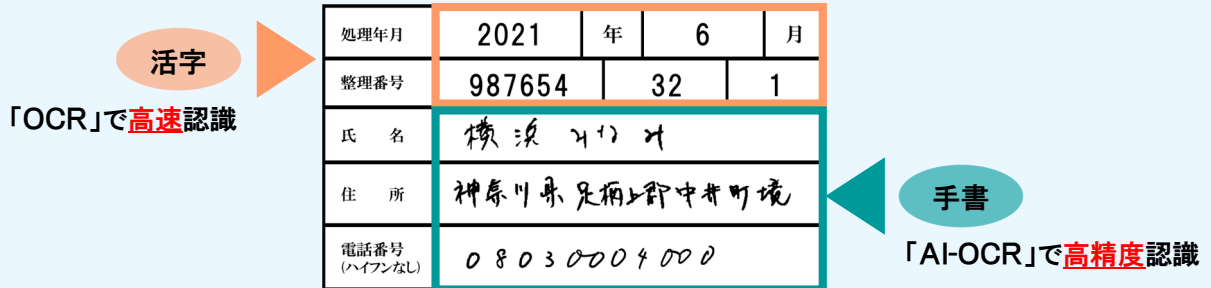 活字
「OCR」で高速認識
処理年月 2021 年 6 月
整理番号 987654 32 1
氏 名 横浜 みなみ
住 所 神奈川県足柄上郡中井町境
電話番号 08030004000
(ハイフンなし)
手書
「AI-OCR」で高精度認識